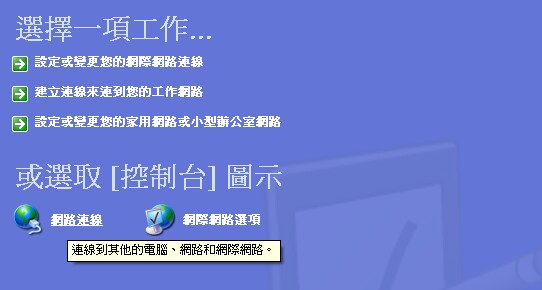 選擇一項工作...
設定或變更您的網際網路連線
建立連線來連到您的工作網路
設定或變更您的家用網路或小型辦公室網路
或選取 [控制台] 圖示
網路連線 網際網路選項
連線到其他的電腦、網路和網際網路。